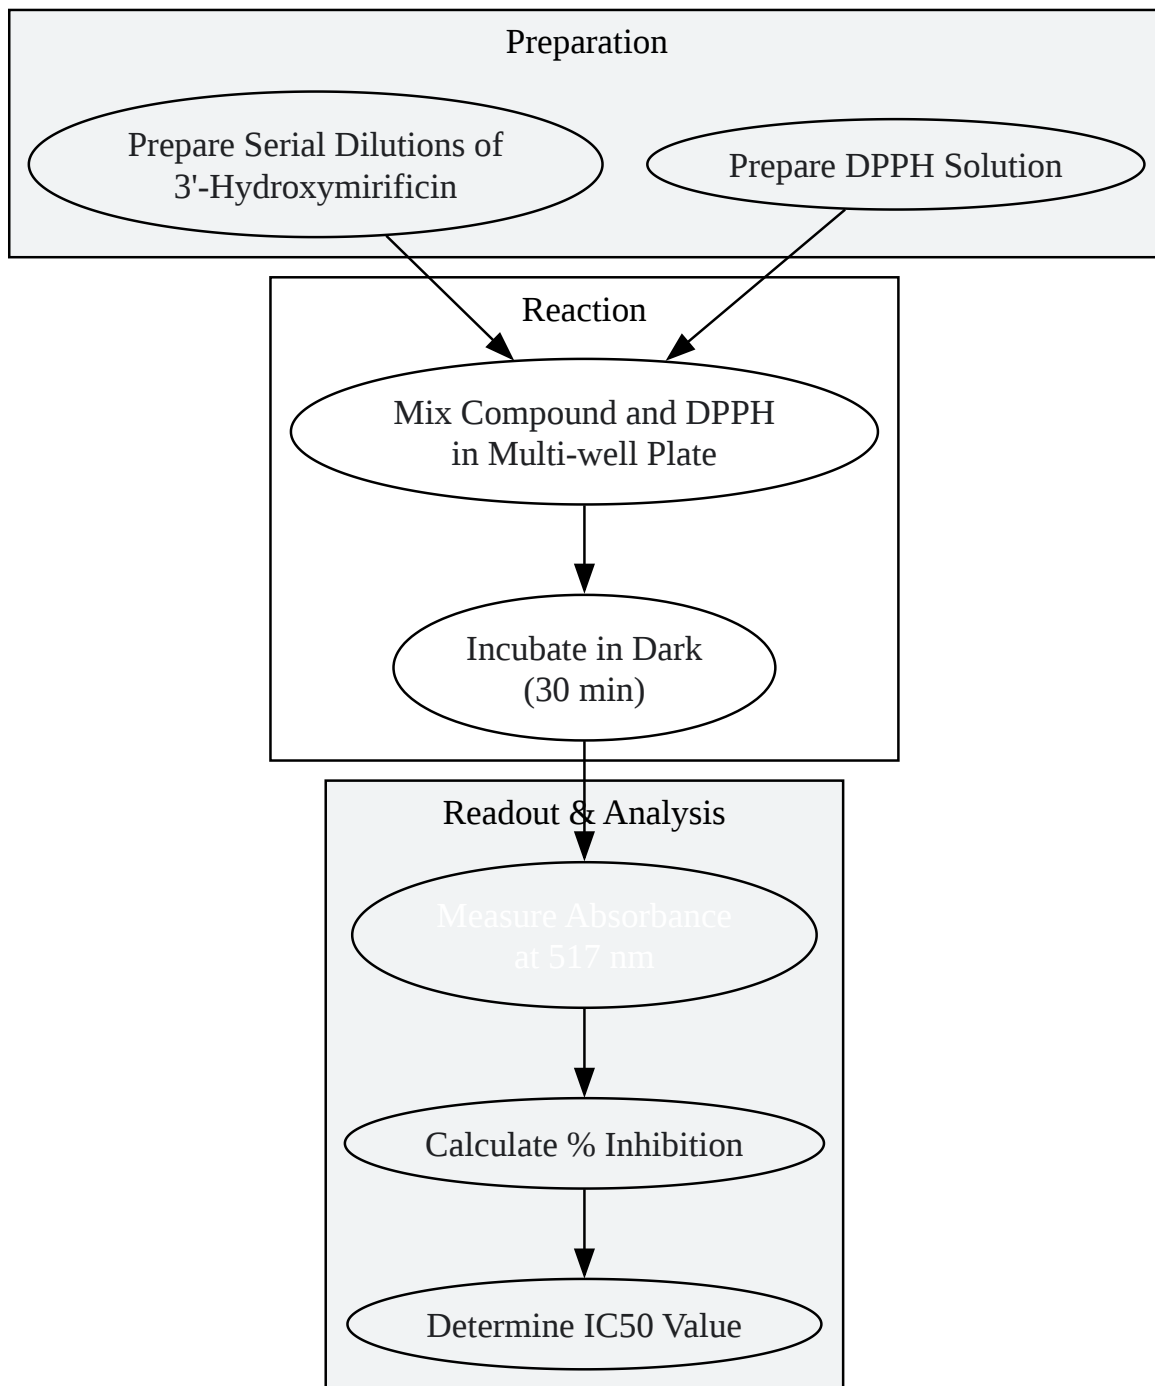 Preparation
Prepare Serial Dilutions of
3'-Hydroxymirificin
Prepare DPPH Solution
Reaction
Mix Compound and DPPH
in Multi-well Plate
Incubate in Dark
(30 min)
Readout & Analysis
Measure Absorbance
at 517 nm
Calculate % Inhibition
Determine IC50 Value